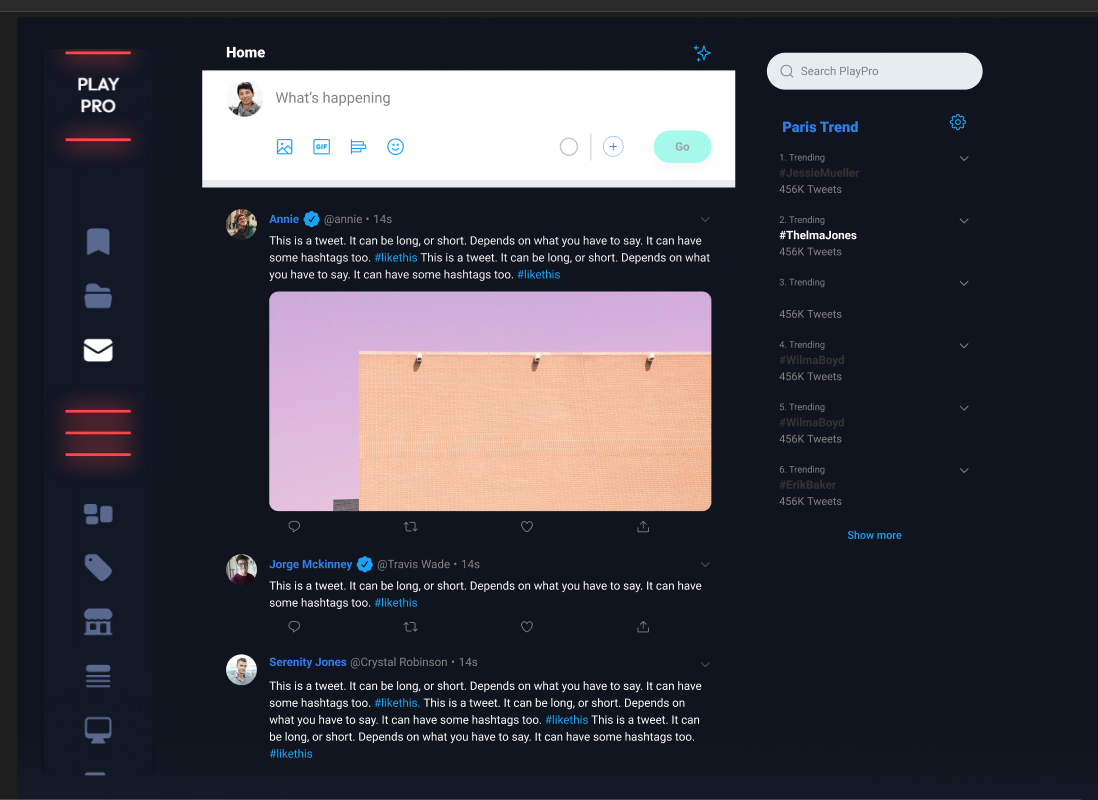 PLAY
PRO
Home
What's happening
GIF
Go
Annie @annie • 14s
This is a tweet. It can be long, or short. Depends on what you have to say. It can have
some hashtags too. #likethis This is a tweet. It can be long, or short. Depends on what
you have to say. It can have some hashtags too. #likethis
Jorge Mckinney @Travis Wade • 14s
This is a tweet. It can be long, or short. Depends on what you have to say. It can have
some hashtags too. #likethis
Serenity Jones @Crystal Robinson • 14s
This is a tweet. It can be long, or short. Depends on what you have to say. It can have
some hashtags too. #likethis. This is a tweet. It can be long, or short. Depends on
what you have to say. It can have some hashtags too. #likethis This is a tweet. It can
be long, or short. Depends on what you have to say. It can have some hashtags too.
#likethis
Search PlayPro
Paris Trend
1. Trending
#JessieMueller
456K Tweets
2. Trending
#ThelmaJones
456K Tweets
3. Trending
456K Tweets
4. Trending
#WilmaBoyd
456K Tweets
5. Trending
#WilmaBoyd
456K Tweets
6. Trending
#ErikBaker
456K Tweets
Show more